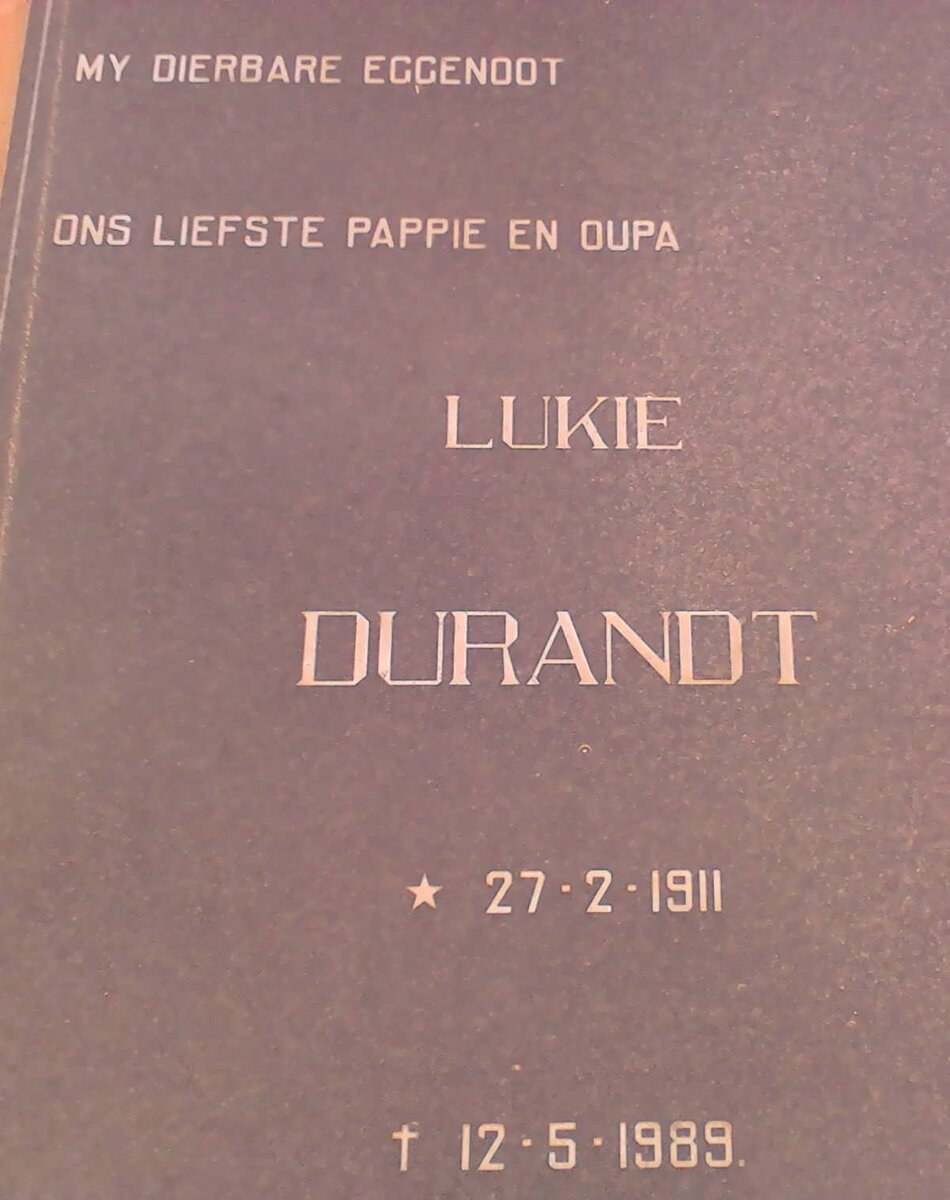 MY DIERBARE EGGENOOT
ONS LIEFSTE PAPPIE EN OUPA
LUKIE
DURANDT
★ 27·2·1911
† 12·5·1989.